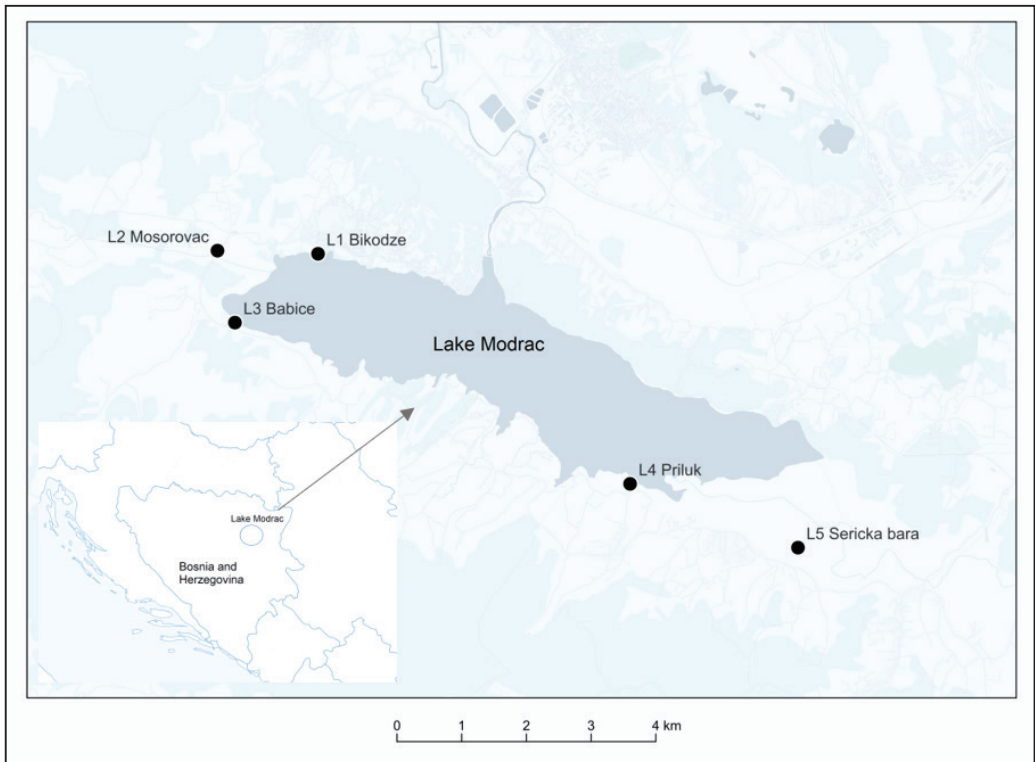 L2 Mosorovac
L1 Bikodze
L3 Babice
Lake Modrac
L4 Priluk
L5 Sericka bara
Lake Modrac
Bosnia and
Herzegovina
0 1 2 3 4 km